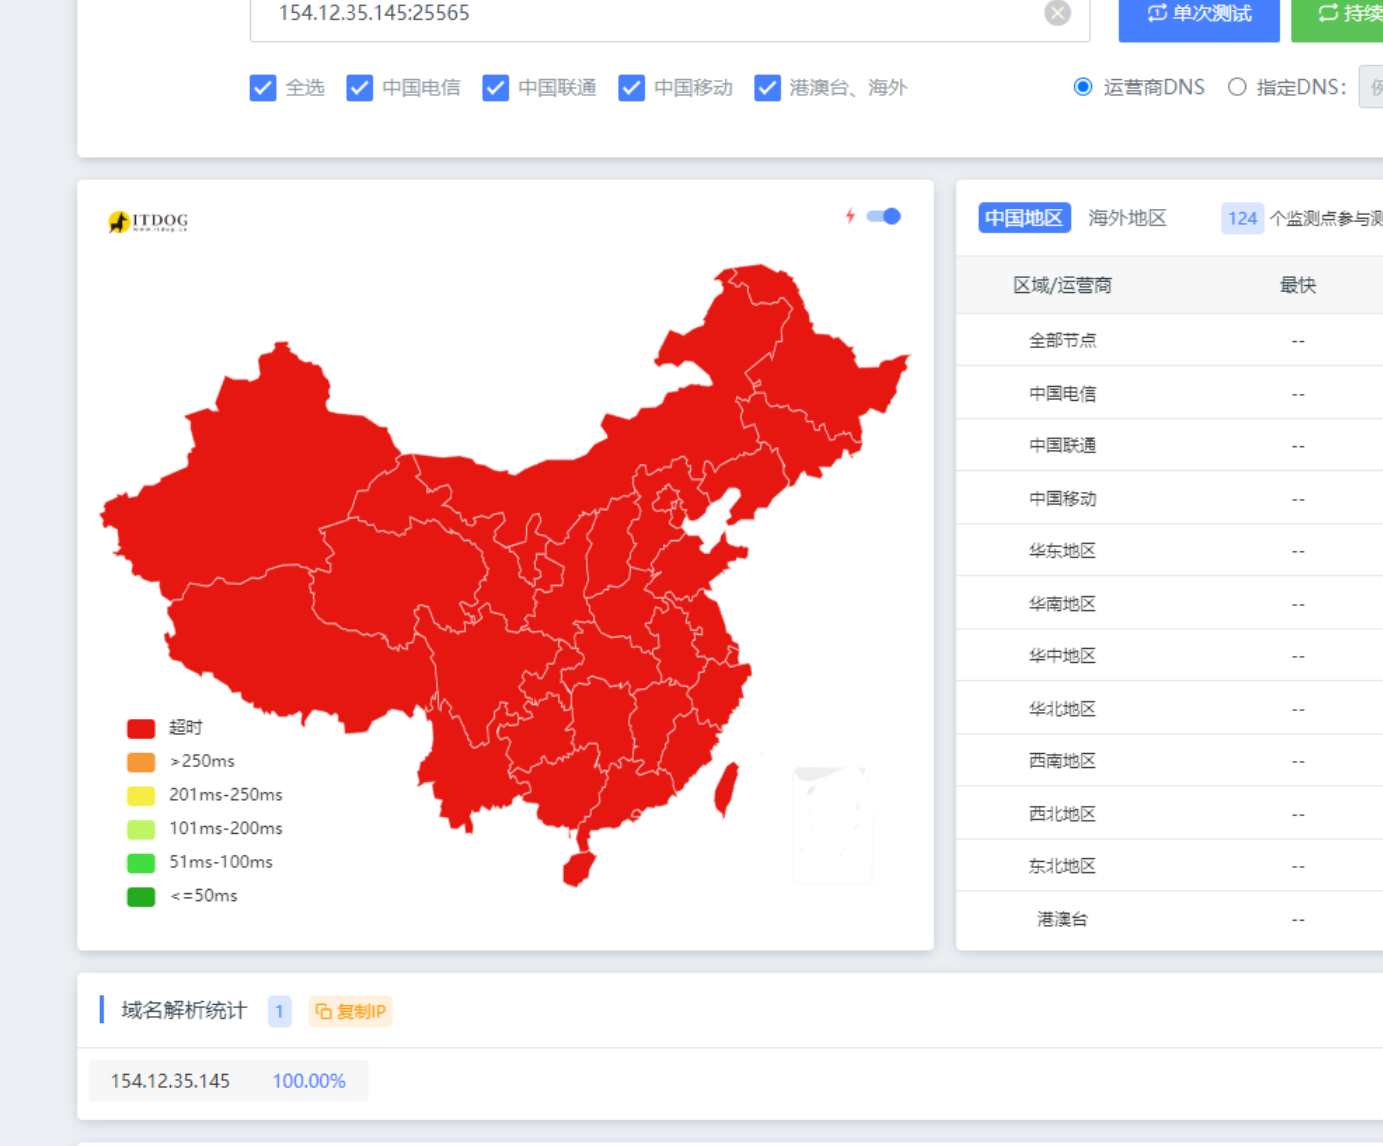 154.12.35.145:25565
单次测试
持续
全选 中国电信 中国联通 中国移动 港澳台、海外
运营商DNS 指定DNS: 例
ITDOG
www.itdog.cn
中国地区 海外地区 124 个监测点参与测
区域/运营商 最快
全部节点 --
中国电信 --
中国联通 --
中国移动 --
华东地区 --
华南地区 --
华中地区 --
华北地区 --
西南地区 --
西北地区 --
东北地区 --
港澳台 --
超时
>250ms
201ms-250ms
101ms-200ms
51ms-100ms
<=50ms
域名解析统计 1 复制IP
154.12.35.145 100.00%